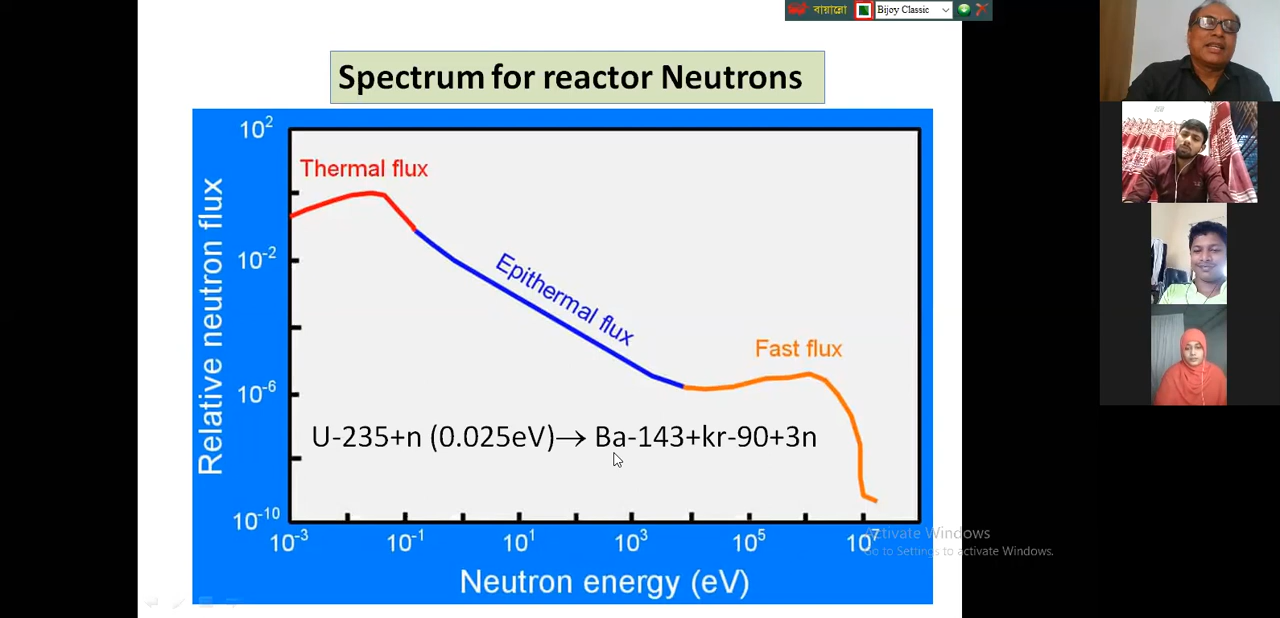 বায়ান্নো
Bijoy Classic
Spectrum for reactor Neutrons
10²
Thermal flux
10⁻²
Epithermal flux
Fast flux
10⁻⁶
U-235+n (0.025eV)→ Ba-143+kr-90+3n
10⁻¹⁰
10⁻³
10⁻¹
10¹
10³
10⁵
10⁷
Relative neutron flux
Neutron energy (eV)
Activate Windows
Go to Settings to activate Windows.